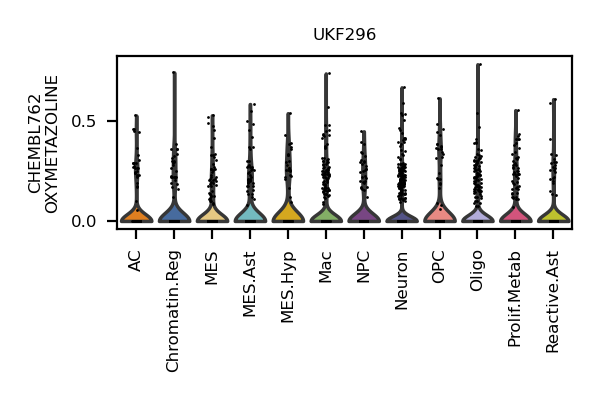 UKF296
CHEMBL762
OXYMETAZOLINE
0.5
0.0
AC
Chromatin.Reg
MES
MES.Ast
MES.Hyp
Mac
NPC
Neuron
OPC
Oligo
Prolif.Metab
Reactive.Ast